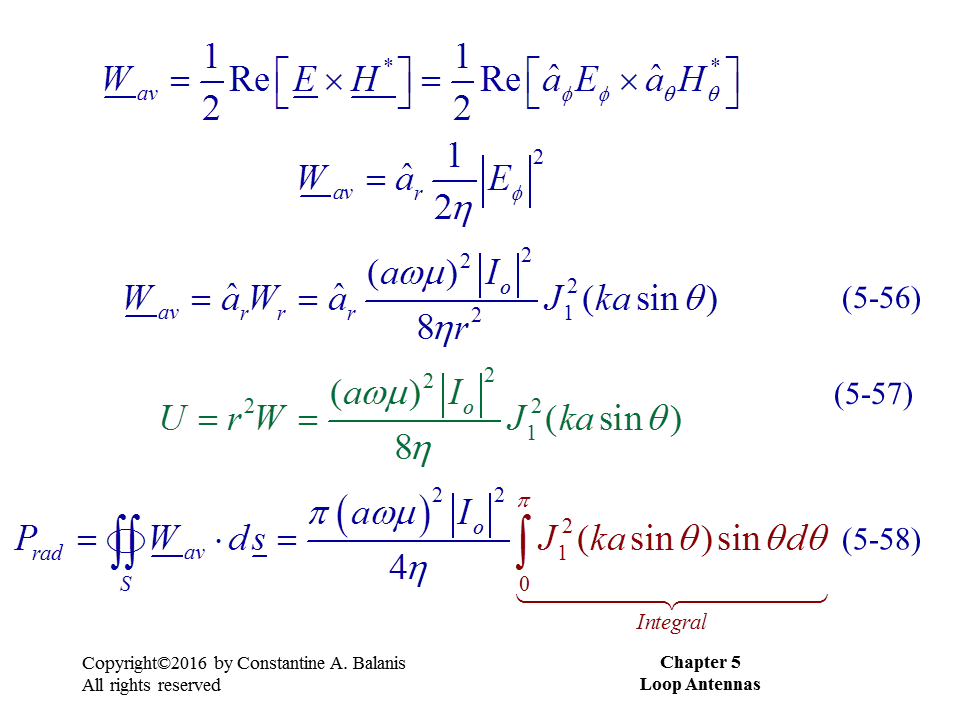 W_av = 1/2 Re[E × H*] = 1/2 Re[â_ϕ E_ϕ × â_θ H_θ*]
W_av = â_r 1/(2η) |E_ϕ|²
W_av = â_r W_r = â_r (aωμ)² |I_o|² / (8ηr²) J₁²(ka sin θ) (5-56)
U = r²W = (aωμ)² |I_o|² / (8η) J₁²(ka sin θ) (5-57)
P_rad = ∯_S W_av · ds = π(aωμ)² |I_o|² / (4η) ∫₀^π J₁²(ka sin θ) sin θdθ (5-58)
Integral
Copyright©2016 by Constantine A. Balanis
All rights reserved
Chapter 5
Loop Antennas